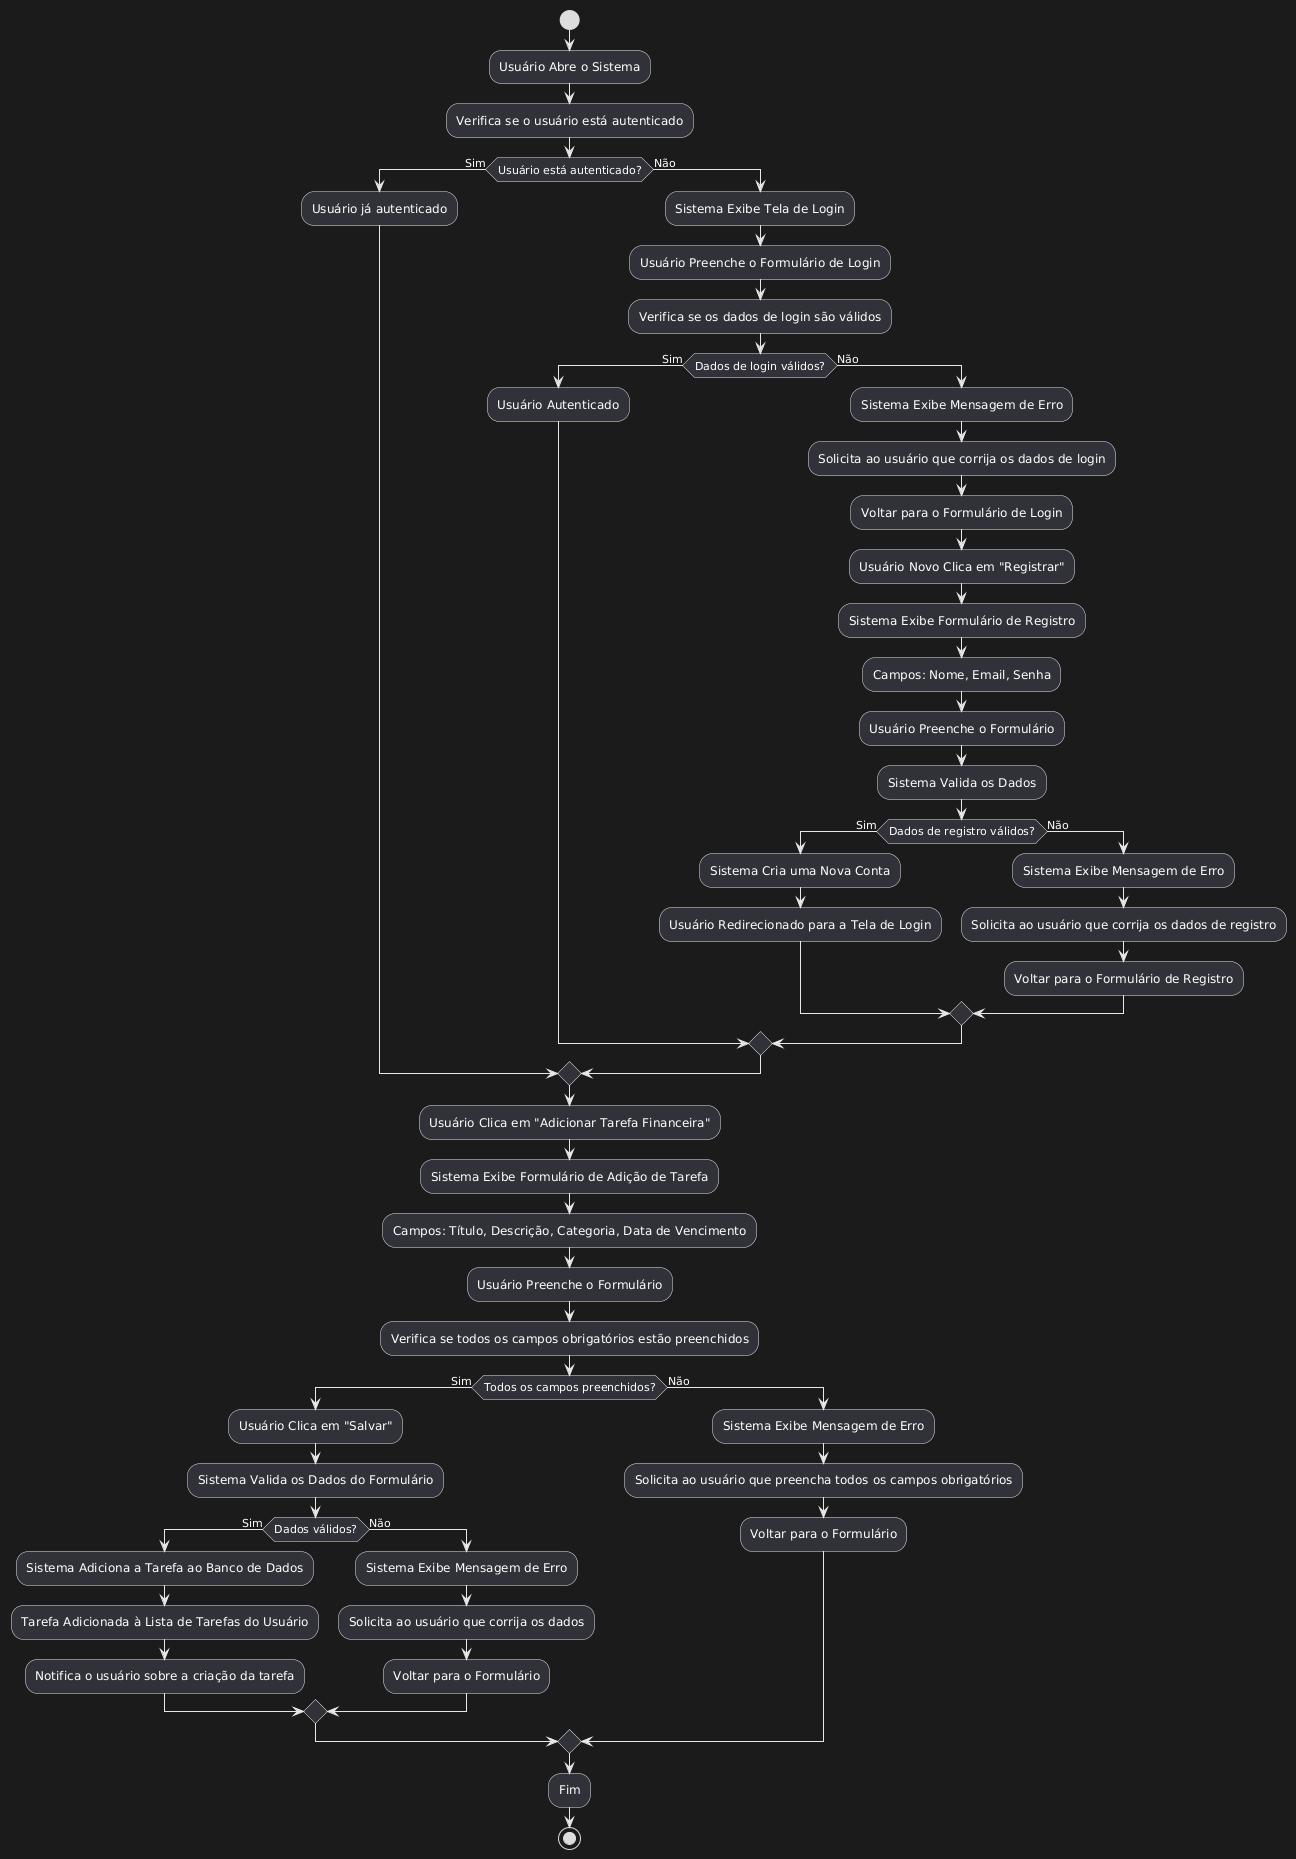 Usuário Abre o Sistema
Verifica se o usuário está autenticado
Sim
Usuário está autenticado?
Não
Usuário já autenticado
Sistema Exibe Tela de Login
Usuário Preenche o Formulário de Login
Verifica se os dados de login são válidos
Sim
Dados de login válidos?
Não
Usuário Autenticado
Sistema Exibe Mensagem de Erro
Solicita ao usuário que corrija os dados de login
Voltar para o Formulário de Login
Usuário Novo Clica em "Registrar"
Sistema Exibe Formulário de Registro
Campos: Nome, Email, Senha
Usuário Preenche o Formulário
Sistema Valida os Dados
Sim
Dados de registro válidos?
Não
Sistema Cria uma Nova Conta
Sistema Exibe Mensagem de Erro
Usuário Redirecionado para a Tela de Login
Solicita ao usuário que corrija os dados de registro
Voltar para o Formulário de Registro
Usuário Clica em "Adicionar Tarefa Financeira"
Sistema Exibe Formulário de Adição de Tarefa
Campos: Título, Descrição, Categoria, Data de Vencimento
Usuário Preenche o Formulário
Verifica se todos os campos obrigatórios estão preenchidos
Sim
Todos os campos preenchidos?
Não
Usuário Clica em "Salvar"
Sistema Exibe Mensagem de Erro
Sistema Valida os Dados do Formulário
Solicita ao usuário que preencha todos os campos obrigatórios
Sim
Dados válidos?
Não
Voltar para o Formulário
Sistema Adiciona a Tarefa ao Banco de Dados
Sistema Exibe Mensagem de Erro
Tarefa Adicionada à Lista de Tarefas do Usuário
Solicita ao usuário que corrija os dados
Notifica o usuário sobre a criação da tarefa
Voltar para o Formulário
Fim